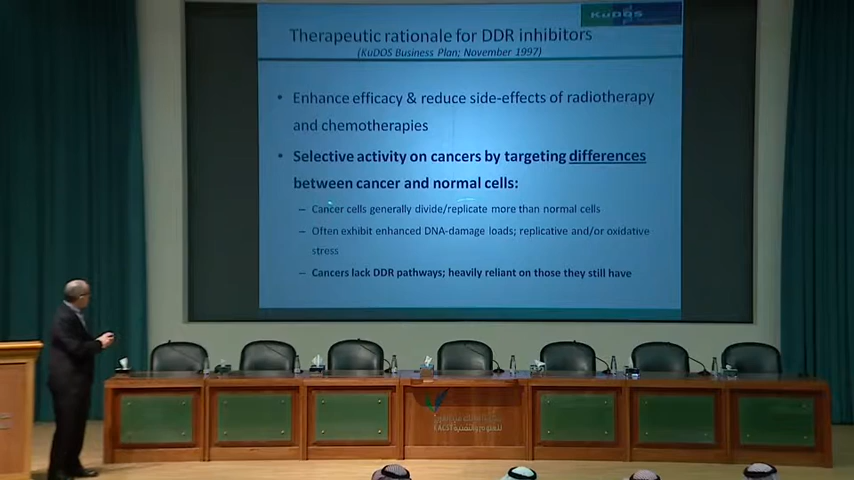 KuDOS
Therapeutic rationale for DDR inhibitors
(KuDOS Business Plan; November 1997)
• Enhance efficacy & reduce side-effects of radiotherapy
and chemotherapies
• Selective activity on cancers by targeting differences
between cancer and normal cells:
– Cancer cells generally divide/replicate more than normal cells
– Often exhibit enhanced DNA-damage loads; replicative and/or oxidative
stress
– Cancers lack DDR pathways; heavily reliant on those they still have
KACST